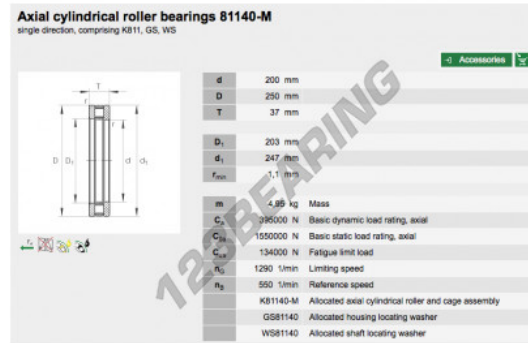 Axial cylindrical roller bearings 81140-M
single direction, comprising K811, GS, WS
Accessories
T
r
r
D D₁ d d₁
d 200 mm
D 250 mm
T 37 mm
D₁ 203 mm
d₁ 247 mm
rmin 1,1 mm
m 4,95 kg Mass
395000 N Basic dynamic load rating, axial
1550000 N Basic static load rating, axial
134000 N Fatigue limit load
nG 1290 1/min Limiting speed
nB 550 1/min Reference speed
K81140-M Allocated axial cylindrical roller and cage assembly
GS81140 Allocated housing locating washer
WS81140 Allocated shaft locating washer
123BEARING